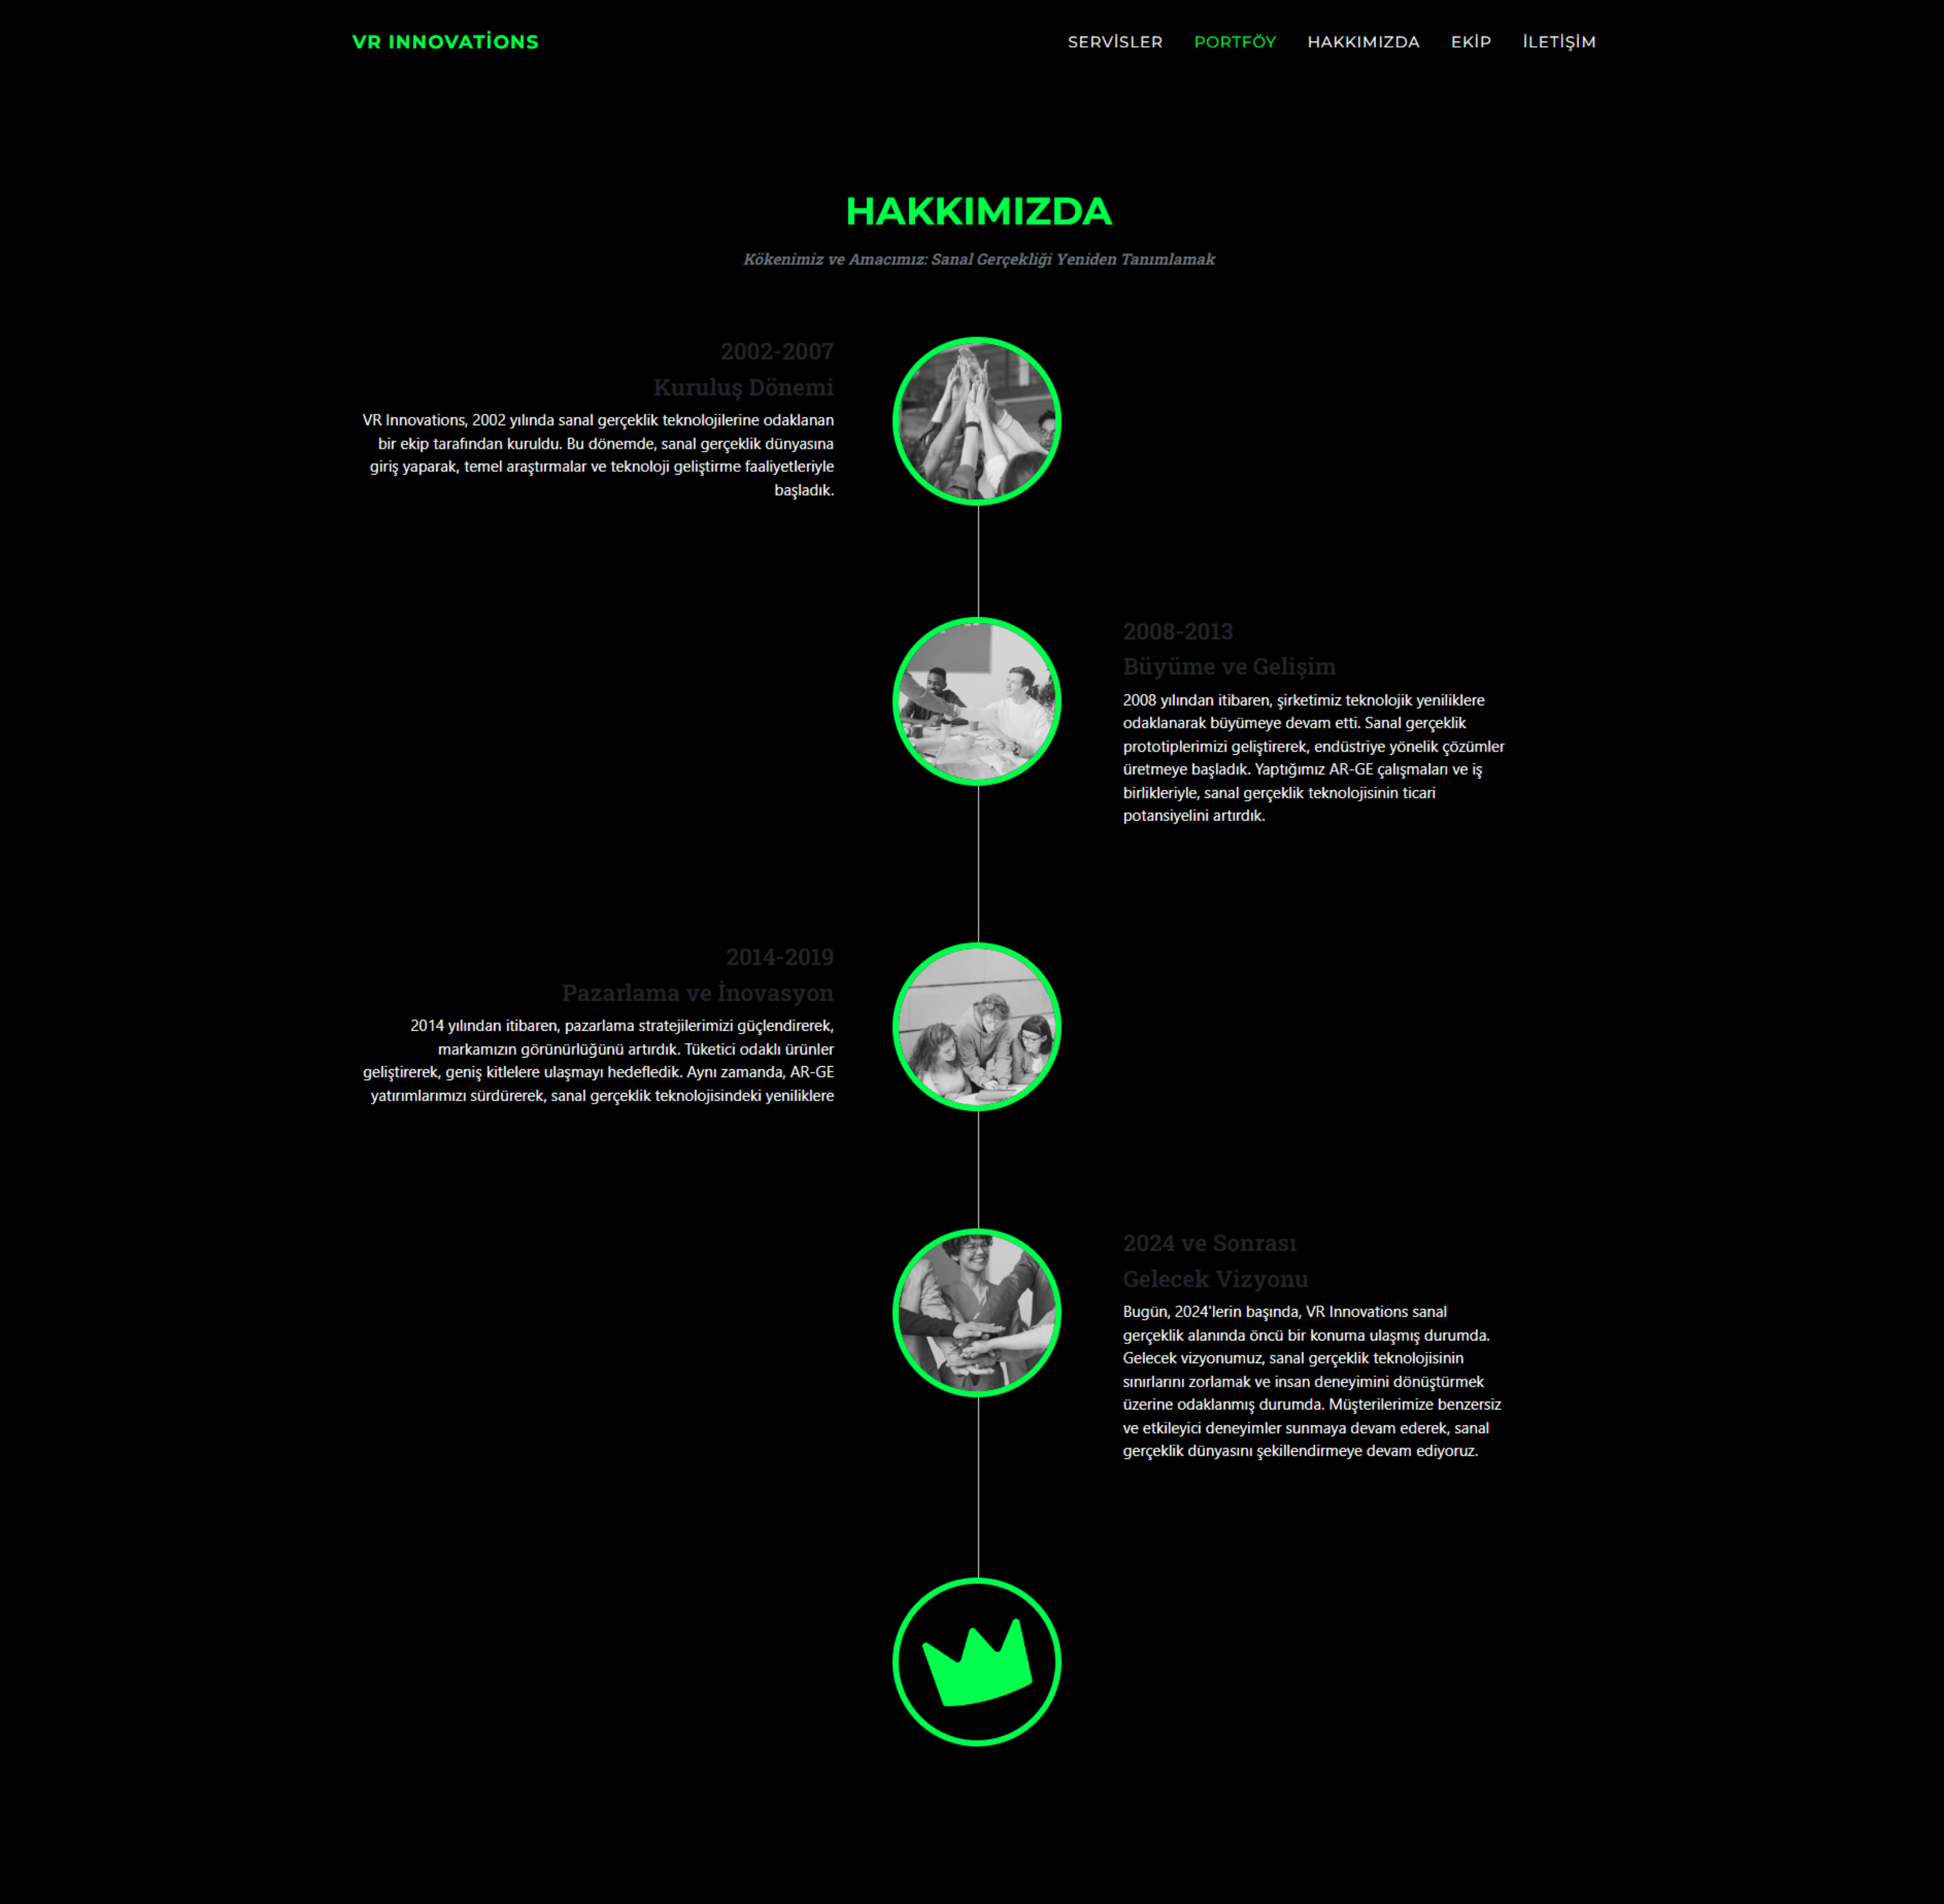 VR INNOVATİONS
SERVİSLER PORTFÖY HAKKIMIZDA EKİP İLETİŞİM
HAKKIMIZDA
Kökenimiz ve Amacımız: Sanal Gerçekliği Yeniden Tanımlamak
2002-2007
Kuruluş Dönemi
VR Innovations, 2002 yılında sanal gerçeklik teknolojilerine odaklanan
bir ekip tarafından kuruldu. Bu dönemde, sanal gerçeklik dünyasına
giriş yaparak, temel araştırmalar ve teknoloji geliştirme faaliyetleriyle
başladık.
2008-2013
Büyüme ve Gelişim
2008 yılından itibaren, şirketimiz teknolojik yeniliklere
odaklanarak büyümeye devam etti. Sanal gerçeklik
prototiplerimizi geliştirerek, endüstriye yönelik çözümler
üretmeye başladık. Yaptığımız AR-GE çalışmaları ve iş
birlikleriyle, sanal gerçeklik teknolojisinin ticari
potansiyelini artırdık.
2014-2019
Pazarlama ve İnovasyon
2014 yılından itibaren, pazarlama stratejilerimizi güçlendirerek,
markamızın görünürlüğünü artırdık. Tüketici odaklı ürünler
geliştirerek, geniş kitlelere ulaşmayı hedefledik. Aynı zamanda, AR-GE
yatırımlarımızı sürdürerek, sanal gerçeklik teknolojisindeki yeniliklere
2024 ve Sonrası
Gelecek Vizyonu
Bugün, 2024'lerin başında, VR Innovations sanal
gerçeklik alanında öncü bir konuma ulaşmış durumda.
Gelecek vizyonumuz, sanal gerçeklik teknolojisinin
sınırlarını zorlamak ve insan deneyimini dönüştürmek
üzerine odaklanmış durumda. Müşterilerimize benzersiz
ve etkileyici deneyimler sunmaya devam ederek, sanal
gerçeklik dünyasını şekillendirmeye devam ediyoruz.